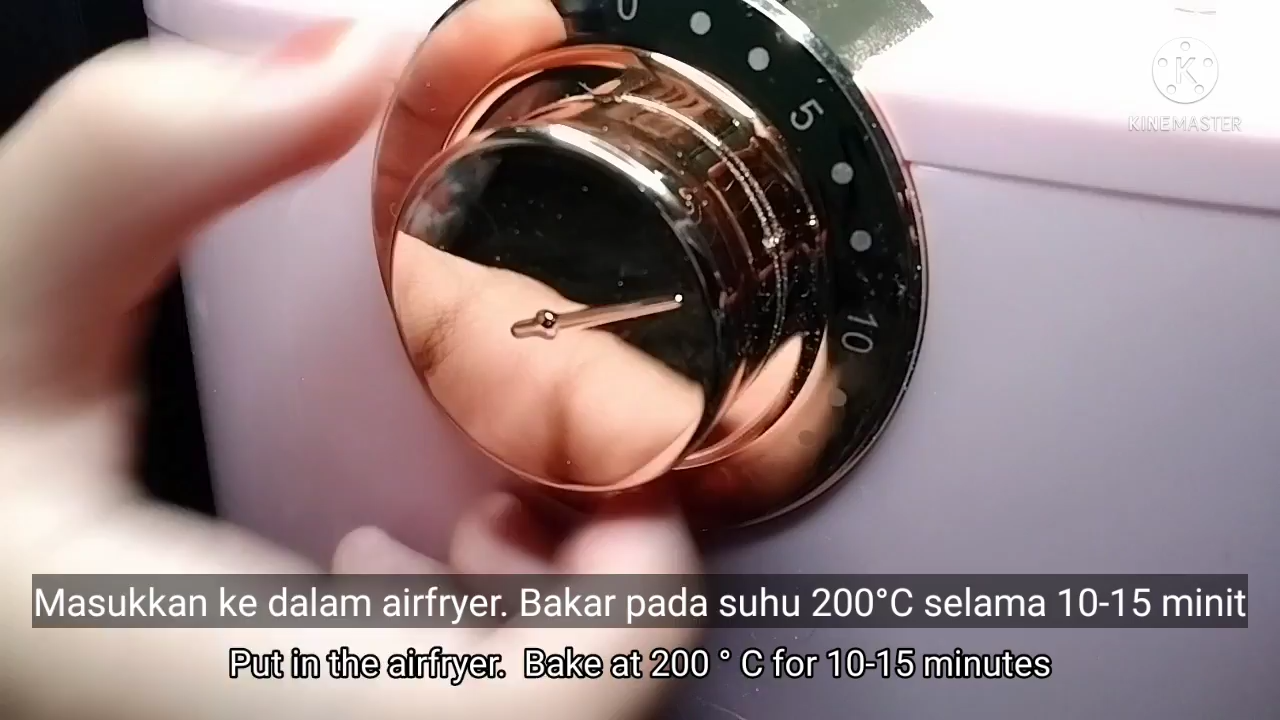 0
5
10
K
KINEMASTER
Masukkan ke dalam airfryer. Bakar pada suhu 200°C selama 10-15 minit
Put in the airfryer. Bake at 200 ° C for 10-15 minutes